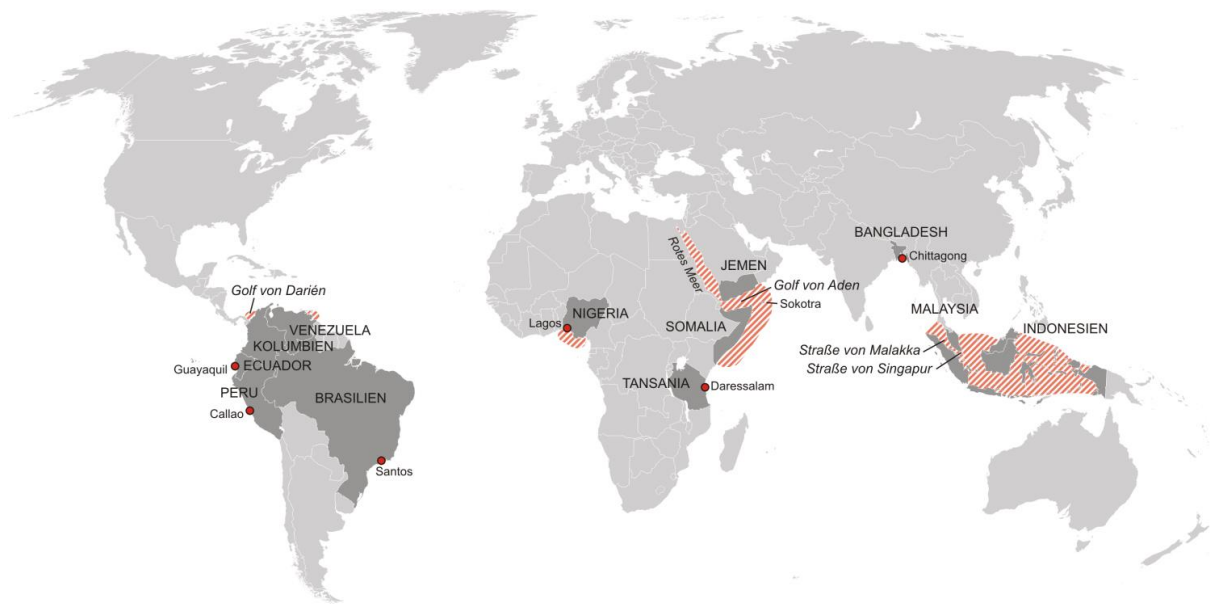 BANGLADESH
Chittagong
Rotes Meer
JEMEN
Golf von Aden
Golf von Darién
Sokotra
MALAYSIA
NIGERIA
Lagos
SOMALIA
INDONESIEN
VENEZUELA
KOLUMBIEN
Straße von Malakka
Guayaquil
ECUADOR
Straße von Singapur
TANSANIA
Daressalam
PERU
BRASILIEN
Callao
Santos